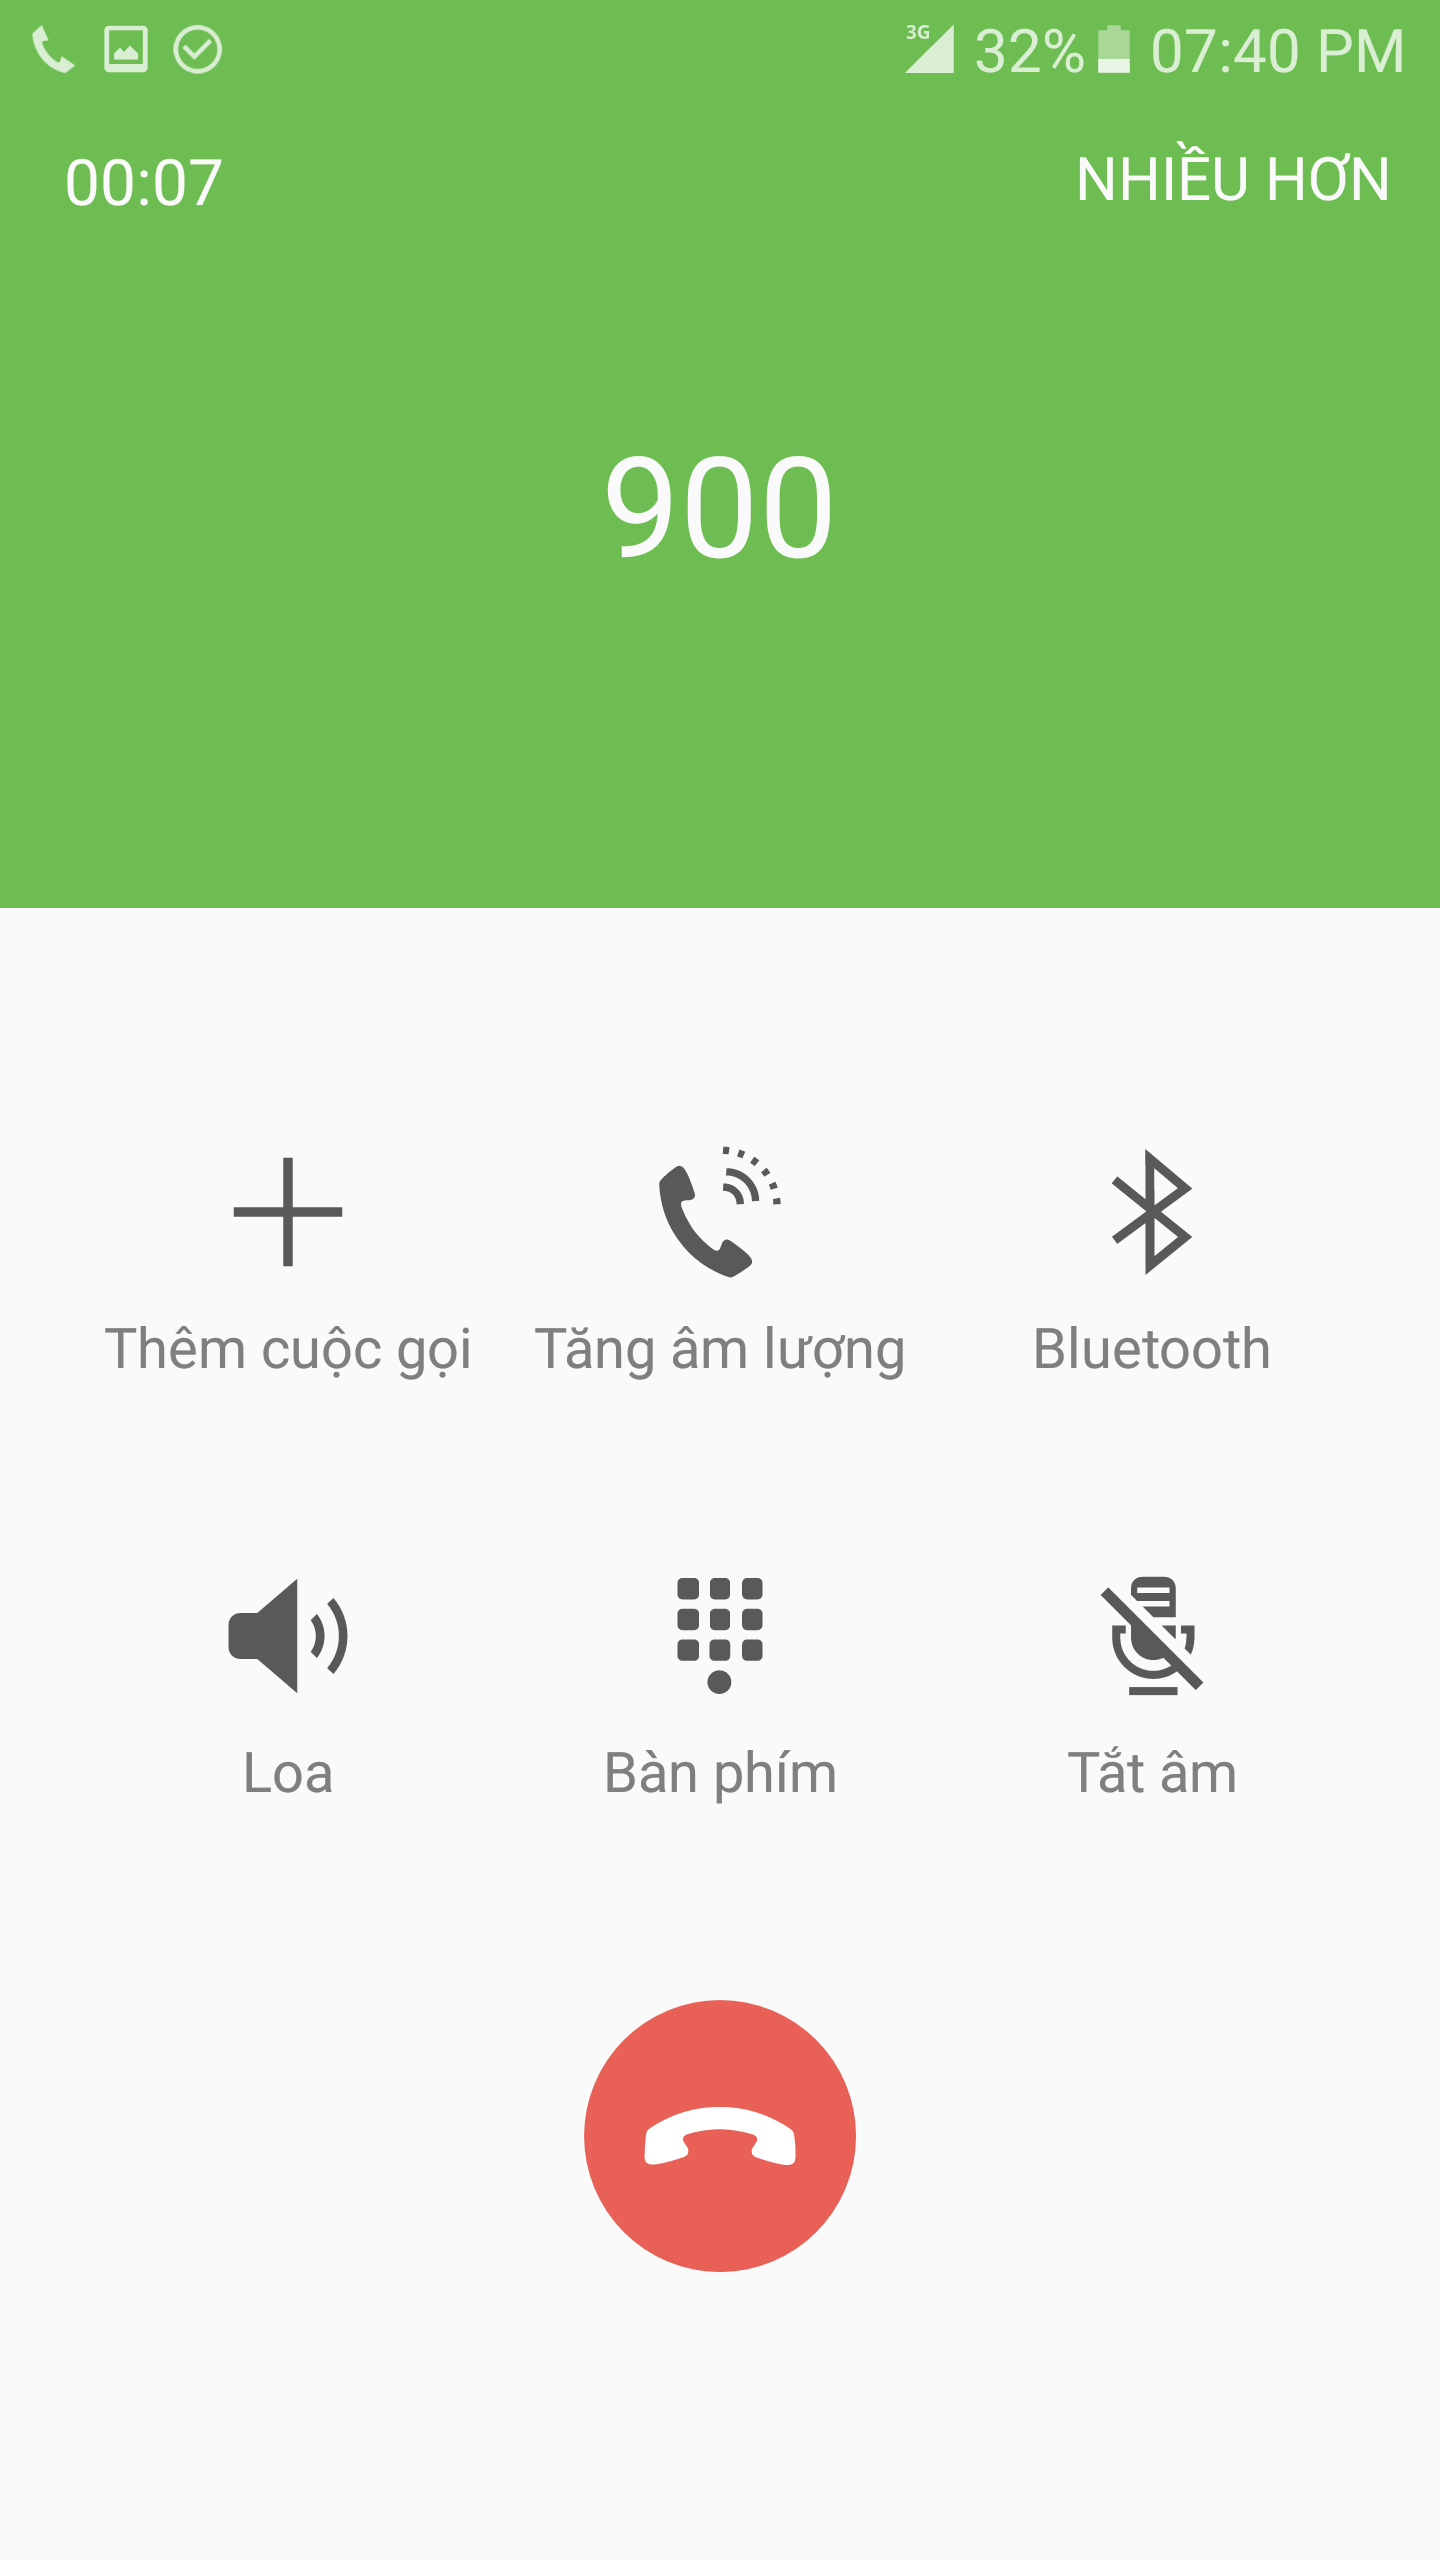 3G 32% 07:40 PM
00:07 NHIỀU HƠN
900
Thêm cuộc gọi Tăng âm lượng Bluetooth
Loa Bàn phím Tắt âm